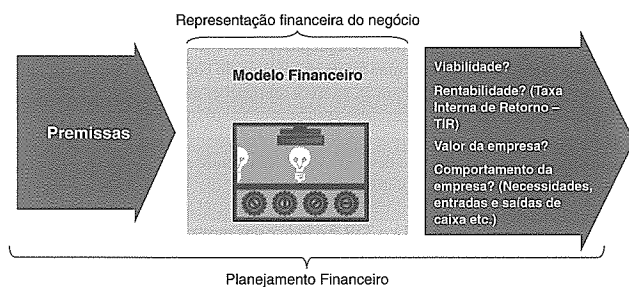 Representação financeira do negócio
Premissas
Modelo Financeiro
Viabilidade?
Rentabilidade? (Taxa
Interna de Retorno –
TIR)
Valor da empresa?
Comportamento da
empresa? (Necessidades,
entradas e saídas de
caixa etc.)
Planejamento Financeiro